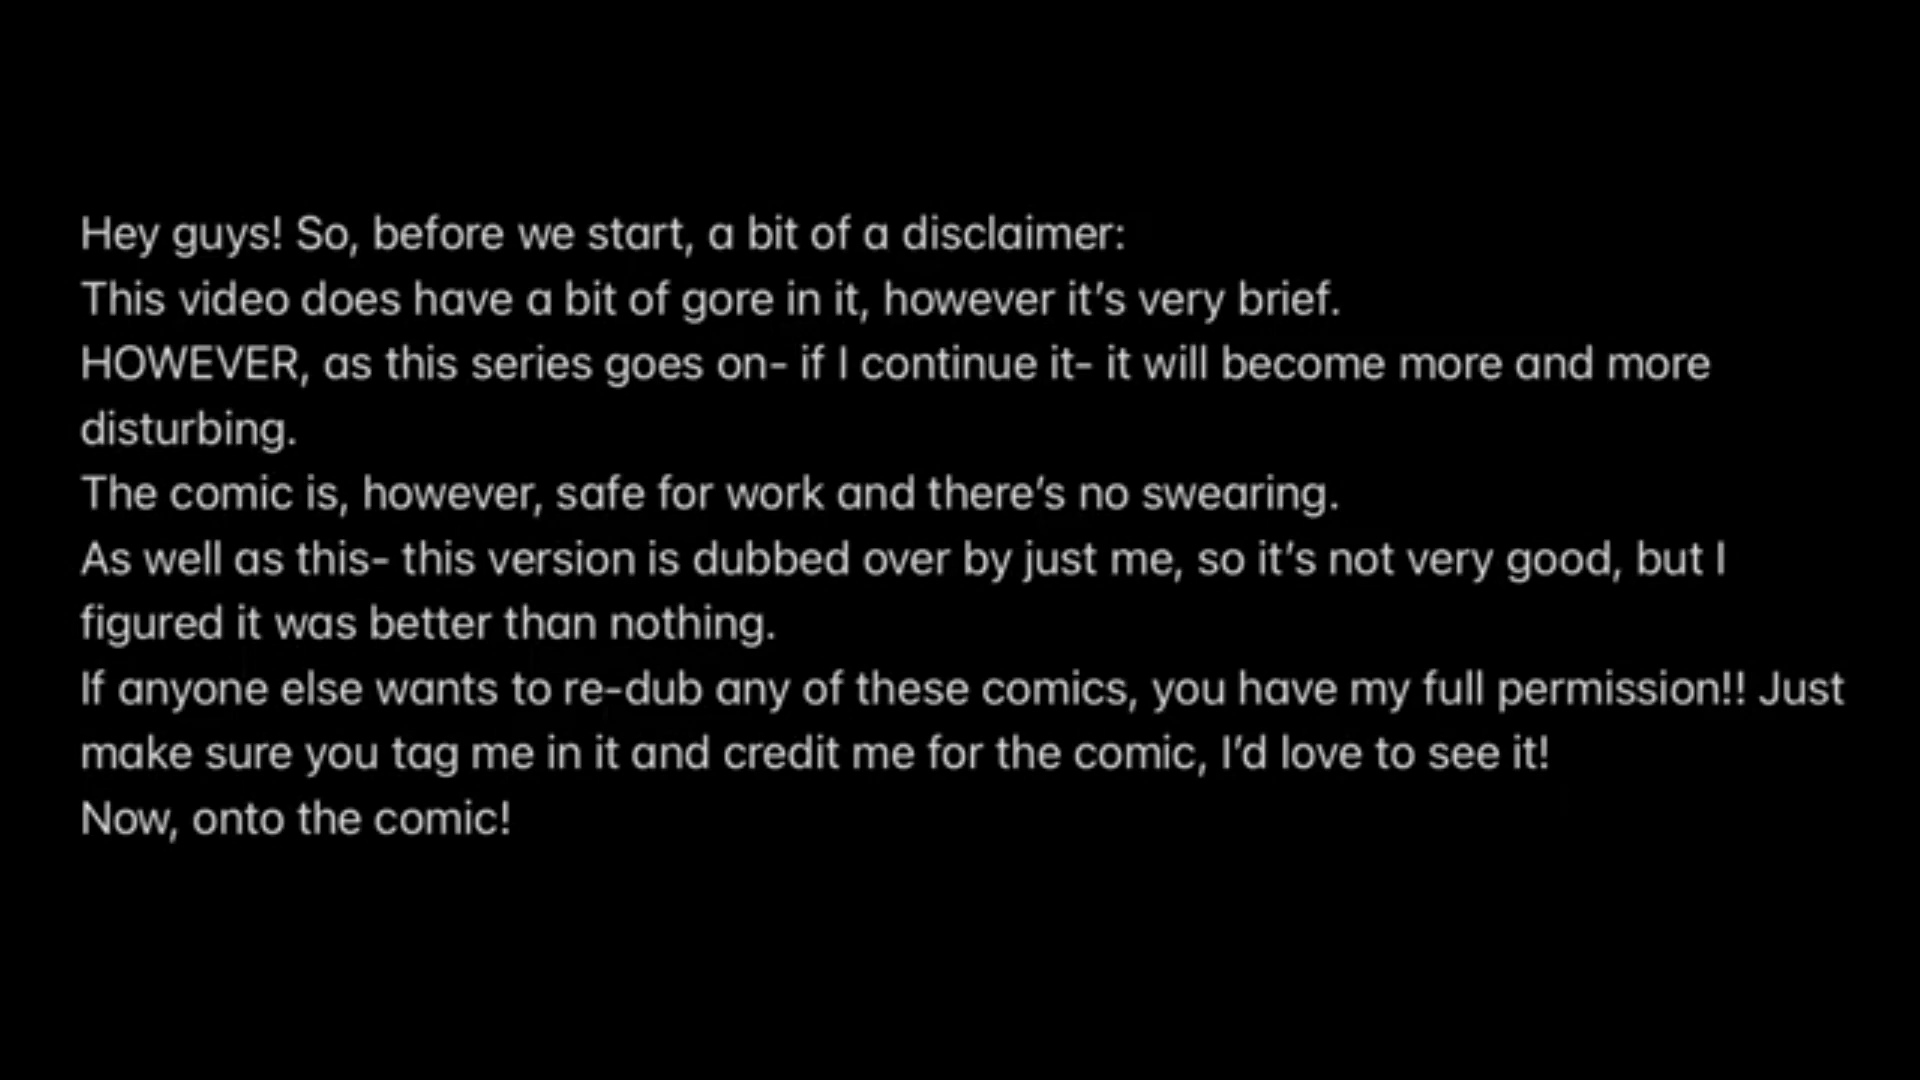 Hey guys! So, before we start, a bit of a disclaimer:
This video does have a bit of gore in it, however it’s very brief.
HOWEVER, as this series goes on- if I continue it- it will become more and more
disturbing.
The comic is, however, safe for work and there’s no swearing.
As well as this- this version is dubbed over by just me, so it’s not very good, but I
figured it was better than nothing.
If anyone else wants to re-dub any of these comics, you have my full permission!! Just
make sure you tag me in it and credit me for the comic, I’d love to see it!
Now, onto the comic!